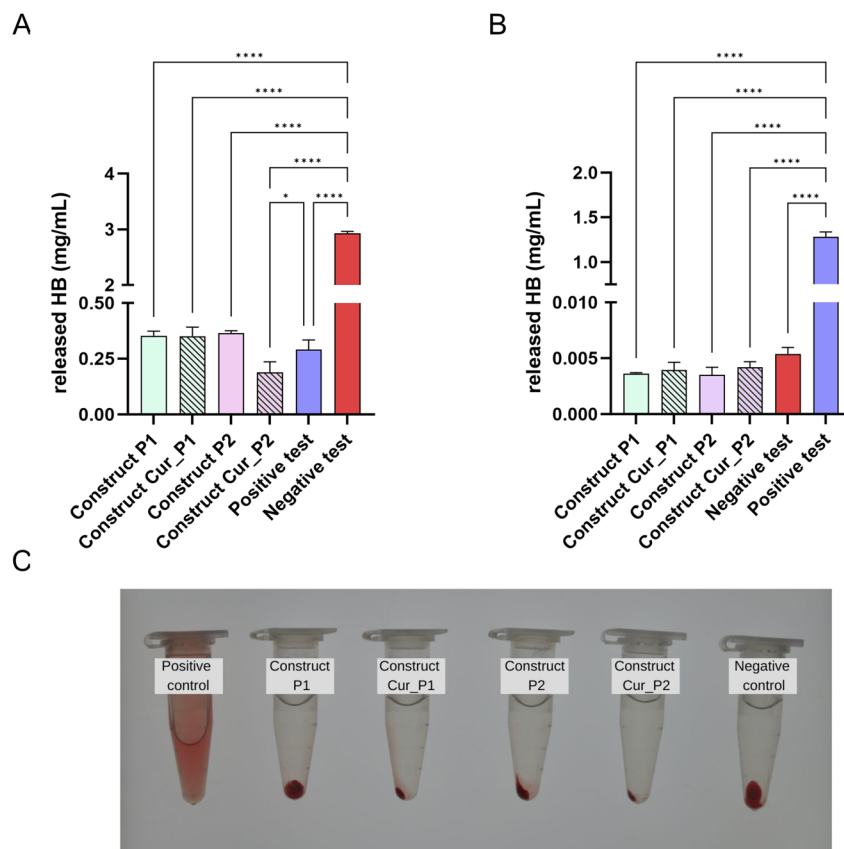 A
****
****
****
****
* ****
released HB (mg/mL)
4
3
2
0.50
0.25
0.00
Construct P1
Construct Cur_P1
Construct P2
Construct Cur_P2
Positive test
Negative test
B
****
****
****
****
****
released HB (mg/mL)
2.0
1.5
1.0
0.010
0.005
0.000
Construct P1
Construct Cur_P1
Construct P2
Construct Cur_P2
Negative test
Positive test
C
Positive
control
Construct
P1
Construct
Cur_P1
Construct
P2
Construct
Cur_P2
Negative
control